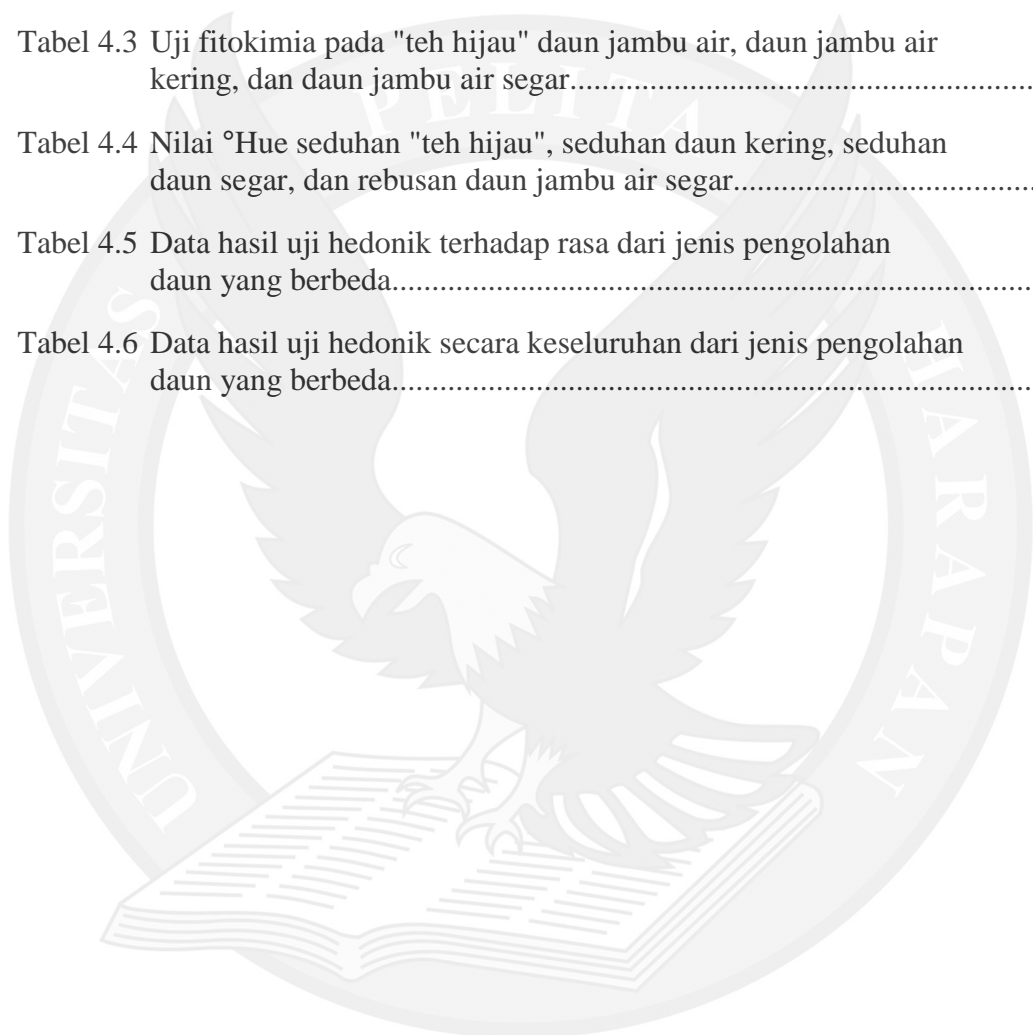 Tabel 4.3 Uji fitokimia pada "teh hijau" daun jambu air, daun jambu air
kering, dan daun jambu air segar..........................................................
Tabel 4.4 Nilai °Hue seduhan "teh hijau", seduhan daun kering, seduhan
daun segar, dan rebusan daun jambu air segar.....................................
Tabel 4.5 Data hasil uji hedonik terhadap rasa dari jenis pengolahan
daun yang berbeda................................................................................
Tabel 4.6 Data hasil uji hedonik secara keseluruhan dari jenis pengolahan
daun yang berbeda................................................................................
UNIVERSITAS PELITA HARAPAN